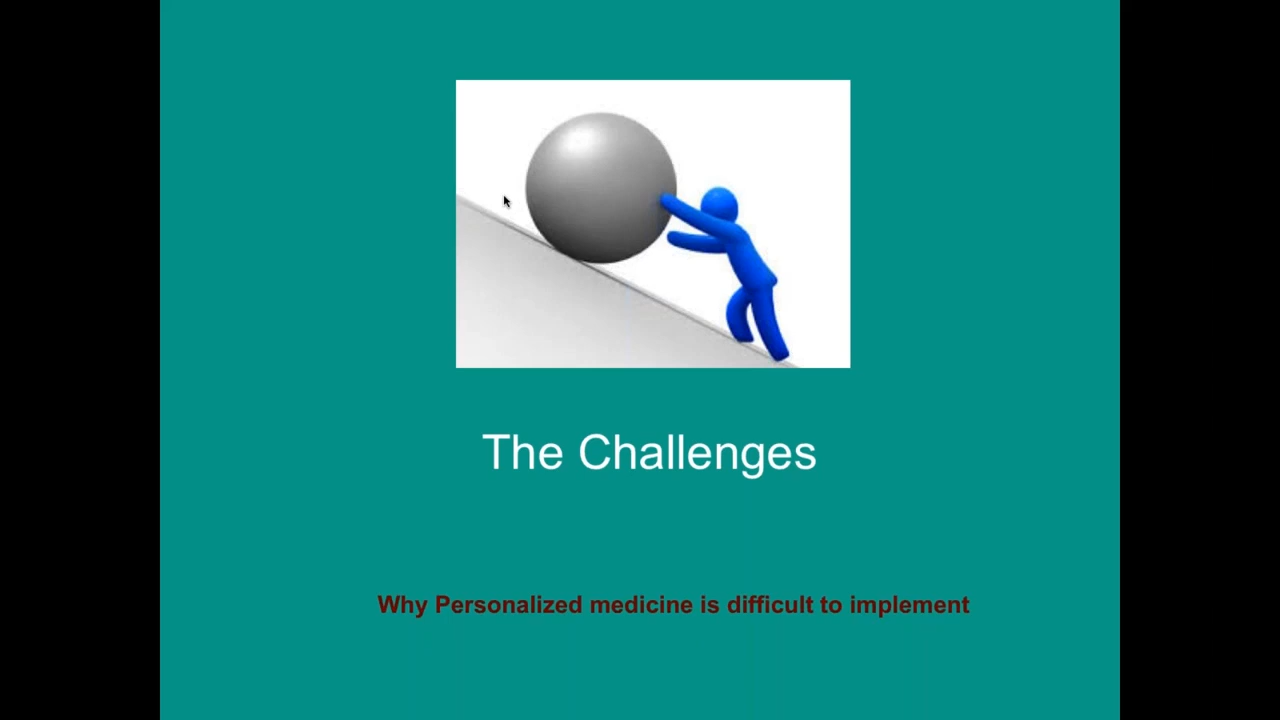 The Challenges
Why Personalized medicine is difficult to implement